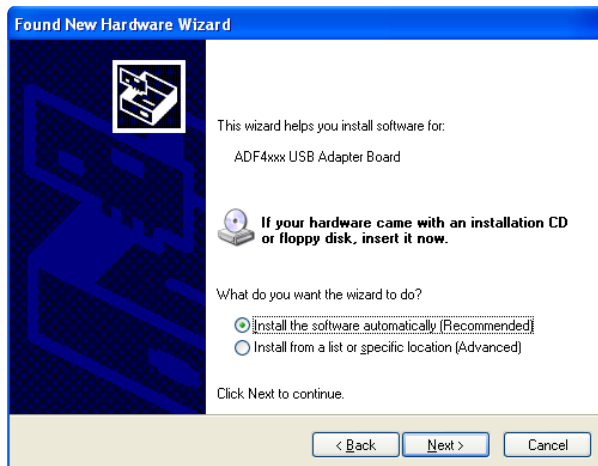 Found New Hardware Wizard
This wizard helps you install software for:
ADF4xxx USB Adapter Board
If your hardware came with an installation CD
or floppy disk, insert it now.
What do you want the wizard to do?
Install the software automatically (Recommended)
Install from a list or specific location (Advanced)
Click Next to continue.
< Back
Next >
Cancel